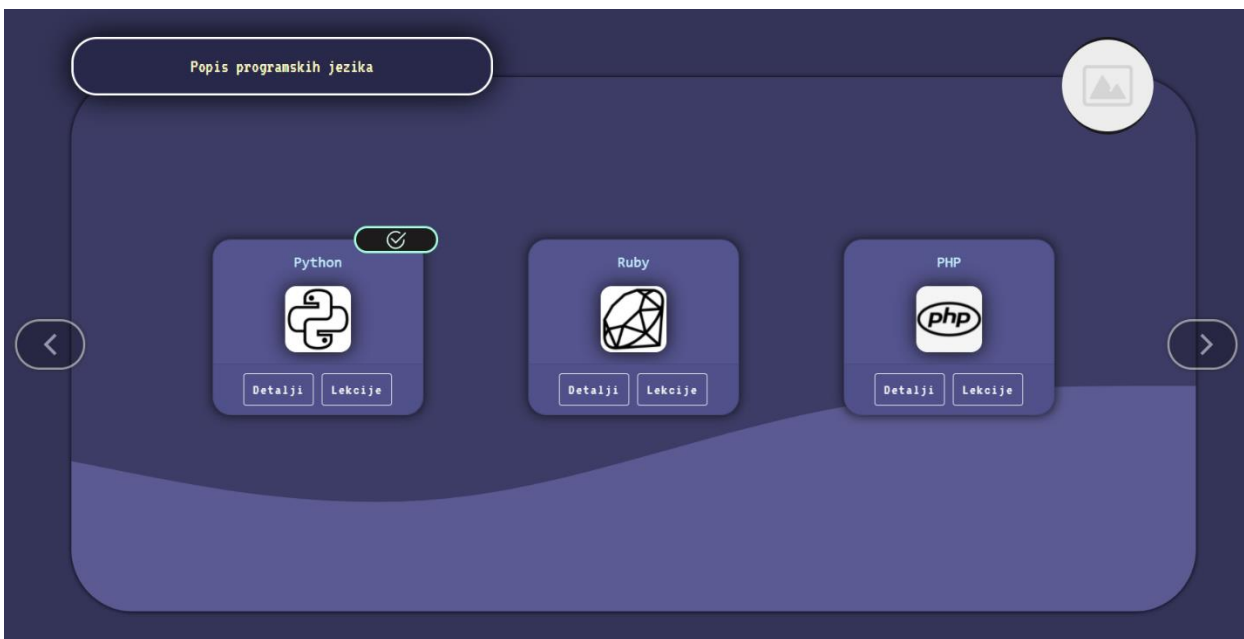 Popis programskih jezika
Python
Ruby
PHP
php
Detalji Lekcije
Detalji Lekcije
Detalji Lekcije